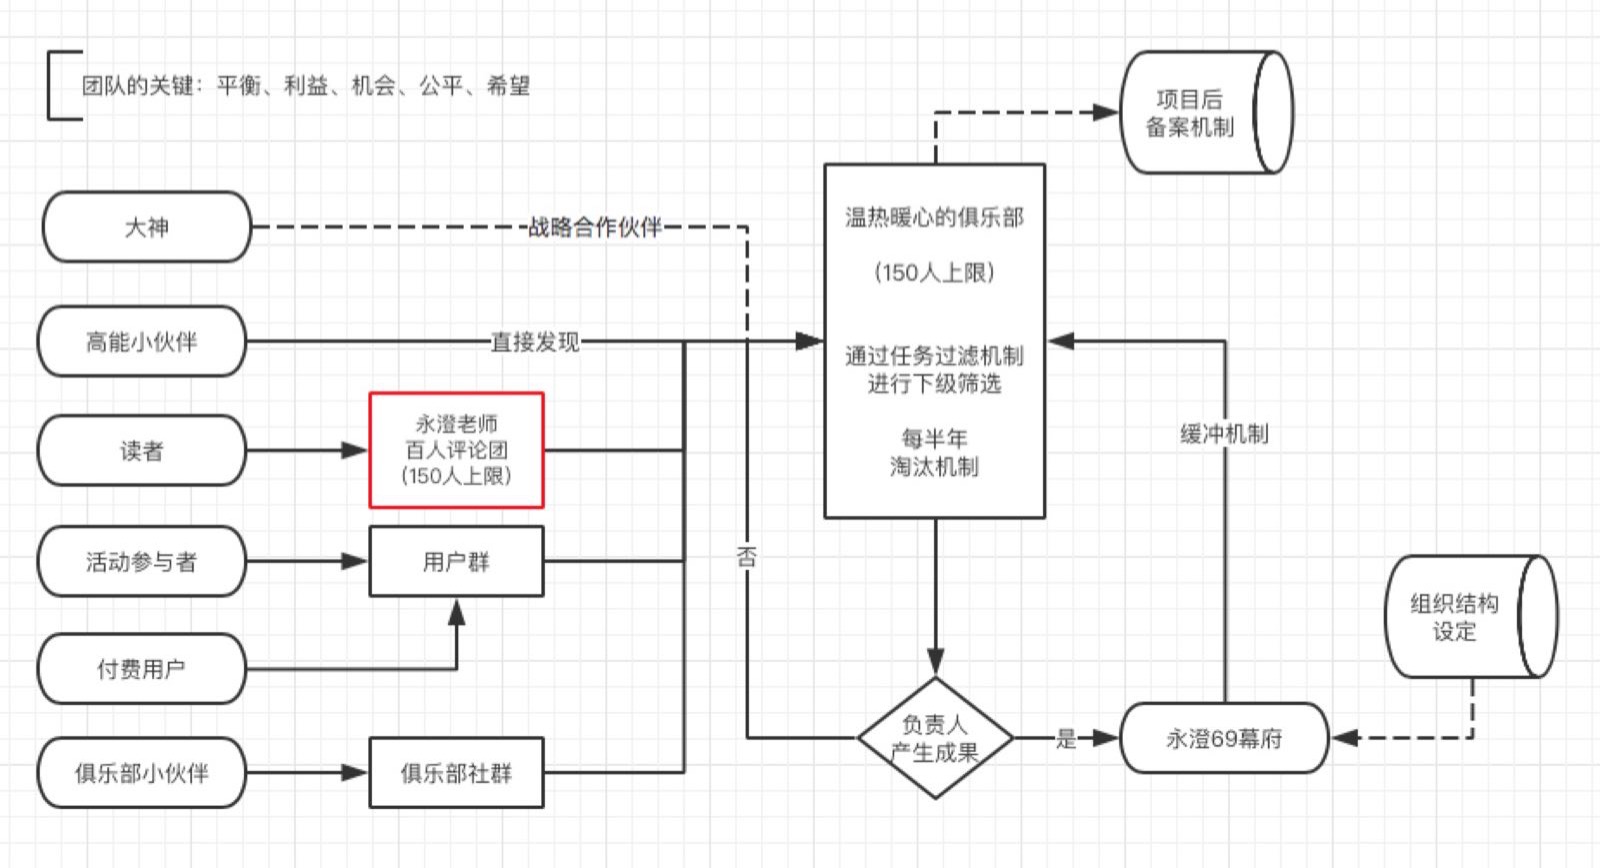 团队的关键：平衡、利益、机会、公平、希望
项目后
备案机制
大神
战略合作伙伴
温热暖心的俱乐部
（150人上限）
通过任务过滤机制
进行下级筛选
每半年
淘汰机制
高能小伙伴
直接发现
读者
永澄老师
百人评论团
（150人上限）
缓冲机制
活动参与者
用户群
否
组织结构
设定
付费用户
负责人
产生成果
是
永澄69幕府
俱乐部小伙伴
俱乐部社群